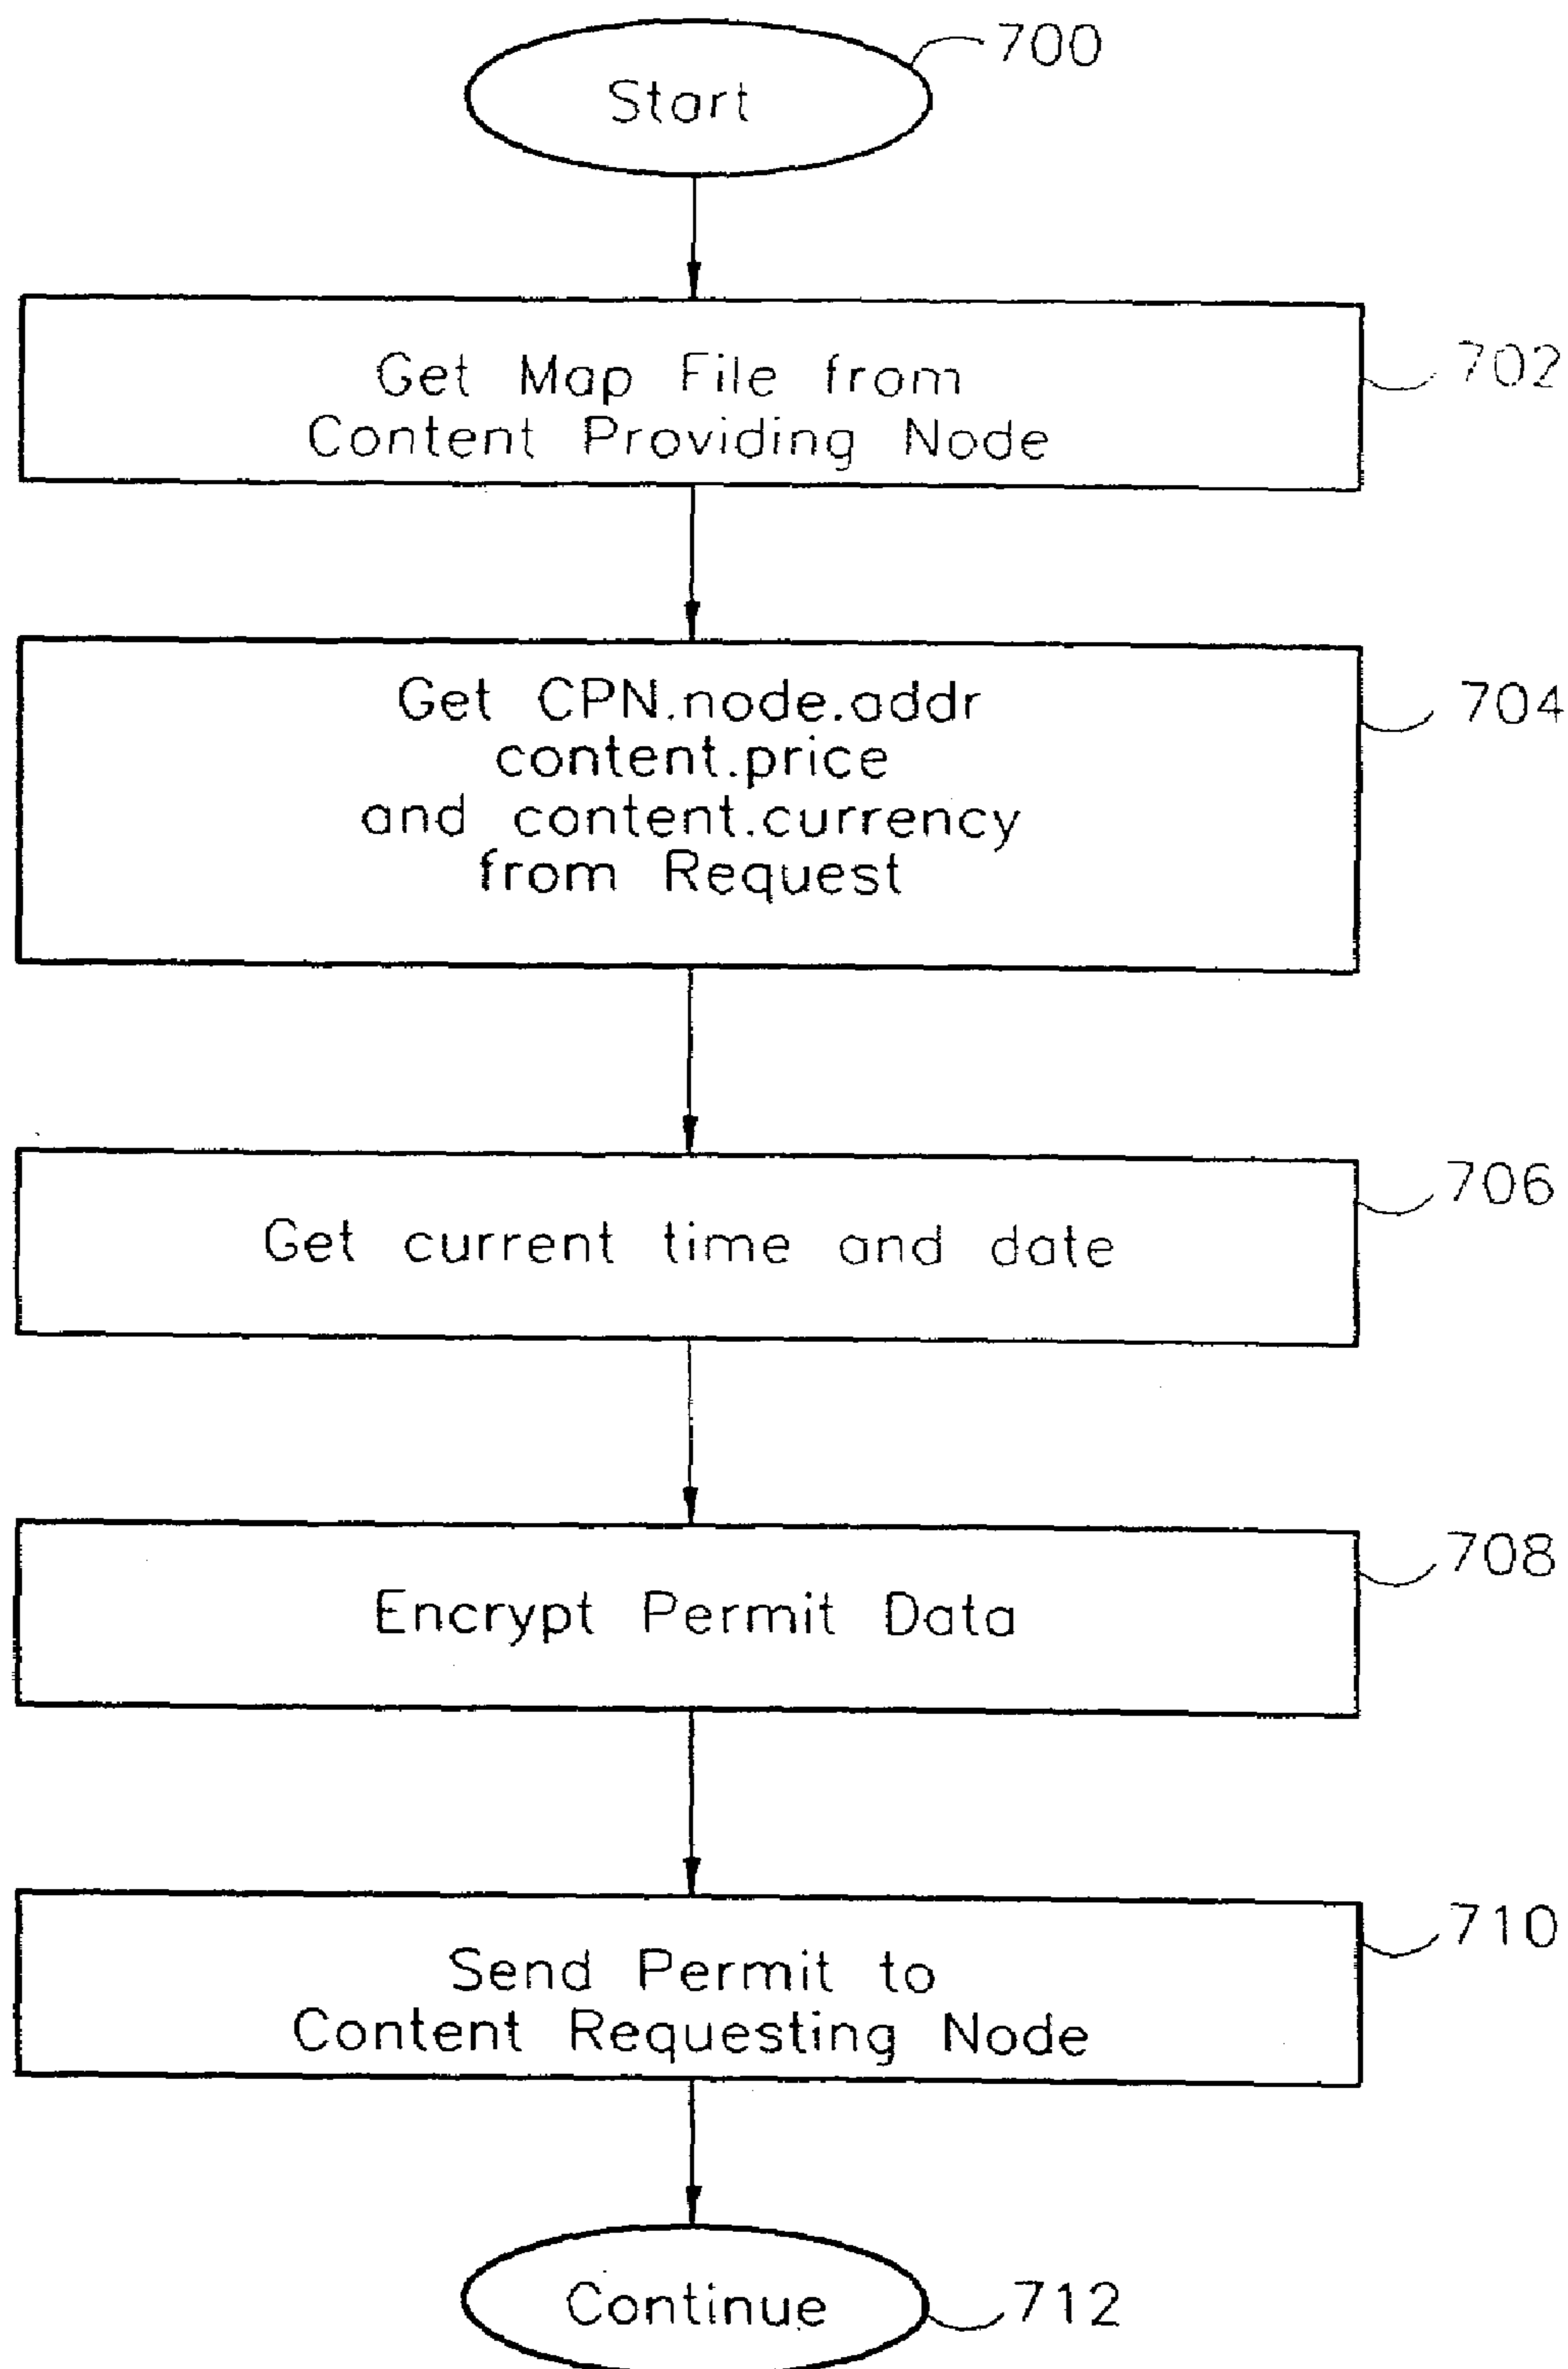 700
Start
702
Get Map File from
Content Providing Node
704
Get CPN.node.addr
content.price
and content.currency
from Request
706
Get current time and date
708
Encrypt Permit Data
710
Send Permit to
Content Requesting Node
Continue
712